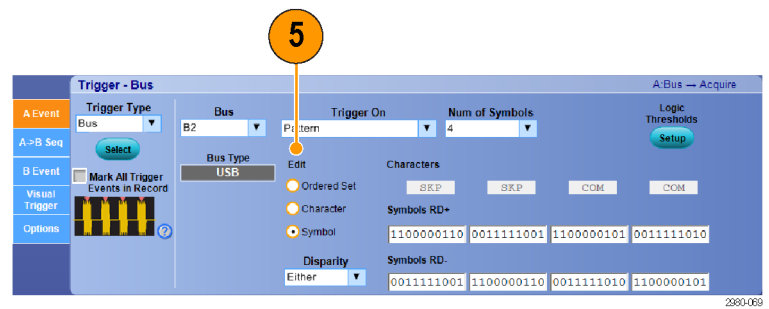 5
Trigger - Bus
A:Bus → Acquire
A Event
A->B Seq
B Event
Visual
Trigger
Options
Trigger Type
Bus
Select
Mark All Trigger
Events in Record
?
Bus
B2
Bus Type
USB
Trigger On
Pattern
Num of Symbols
4
Logic
Thresholds
Setup
Edit
Ordered Set
Character
Symbol
Disparity
Either
Characters
SKP SKP COM COM
Symbols RD+
1100000110 0011111001 1100000101 0011111010
Symbols RD-
0011111001 1100000110 0011111010 1100000101
2980-069